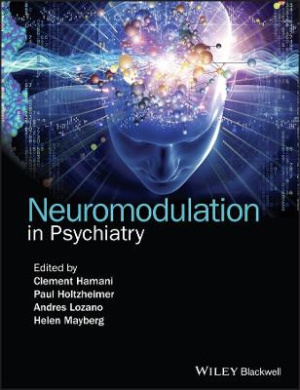 Neuromodulation
in Psychiatry
Edited by
Clement Hamani
Paul Holtzheimer
Andres Lozano
Helen Mayberg
WILEY Blackwell